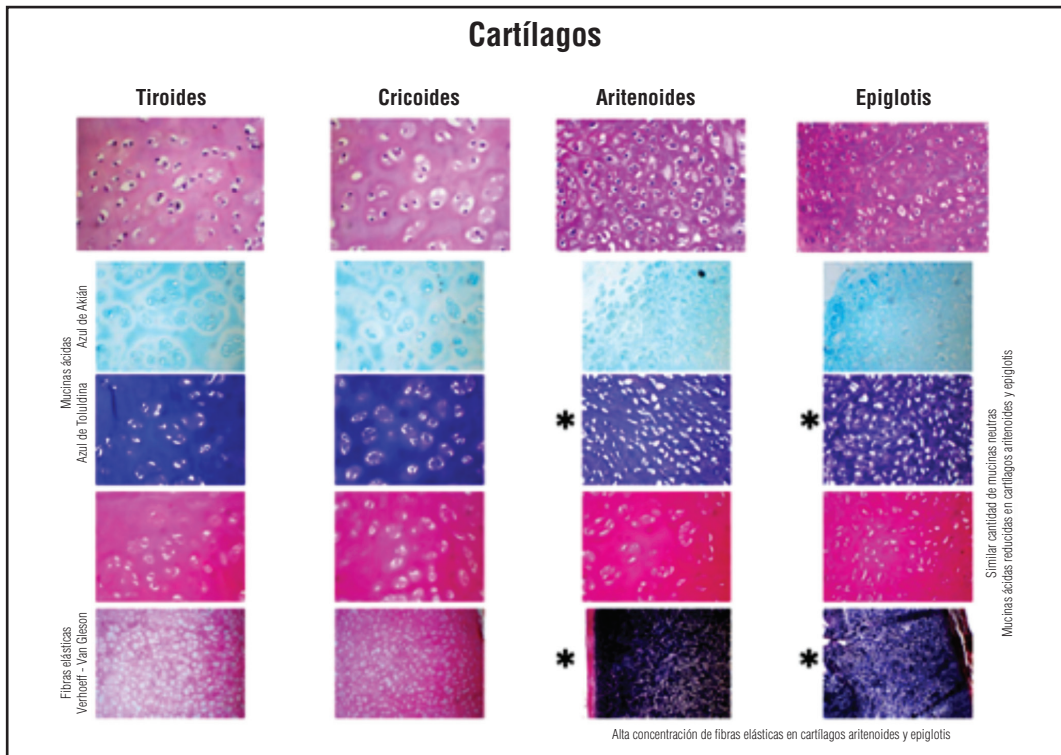 Cartílagos
Tiroides
Cricoides
Aritenoides
Epiglotis
Mucinas ácidas
Azul de Akián
Azul de Toluldina
*
*
Similar cantidad de mucinas neutras
Mucinas ácidas reducidas en cartílagos aritenoides y epiglotis
Fibras elásticas
Verhoeff - Van Gleson
*
*
Alta concentración de fibras elásticas en cartílagos aritenoides y epiglotis